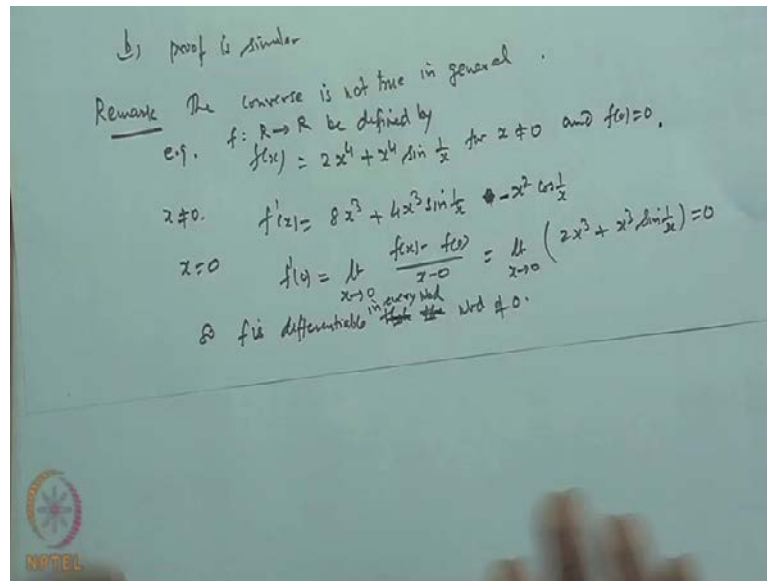 b) proof is similar
Remark The converse is not true in general.
e.g. f: R→R be defined by
f(x) = 2x⁴ + x⁴ sin 1/x for x ≠ 0 and f(0)=0.
x≠0. f'(x)= 8x³ + 4x³ sin 1/x - x² cos 1/x
x=0 f'(0) = lt x→0 f(x)-f(0) / x-0 = lt x→0 (2x³ + x³ sin 1/x)=0
So f is differentiable in every nbd nbd of 0.
NPTEL